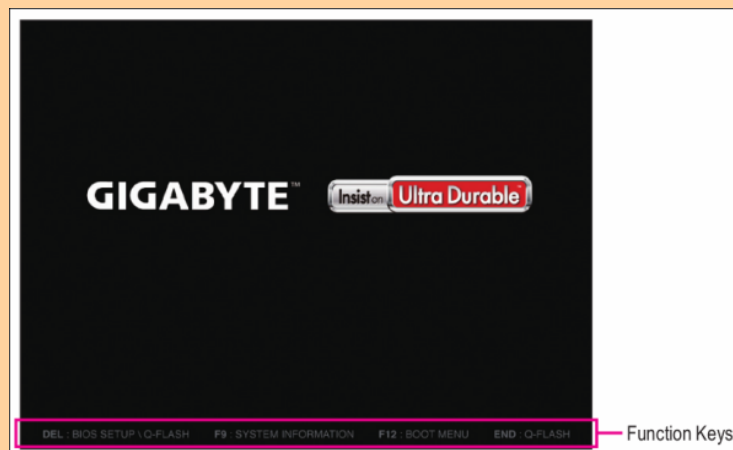 GIGABYTE™
Insist on Ultra Durable™
DEL : BIOS SETUP \ Q-FLASH F9 : SYSTEM INFORMATION F12 : BOOT MENU END : Q-FLASH
Function Keys